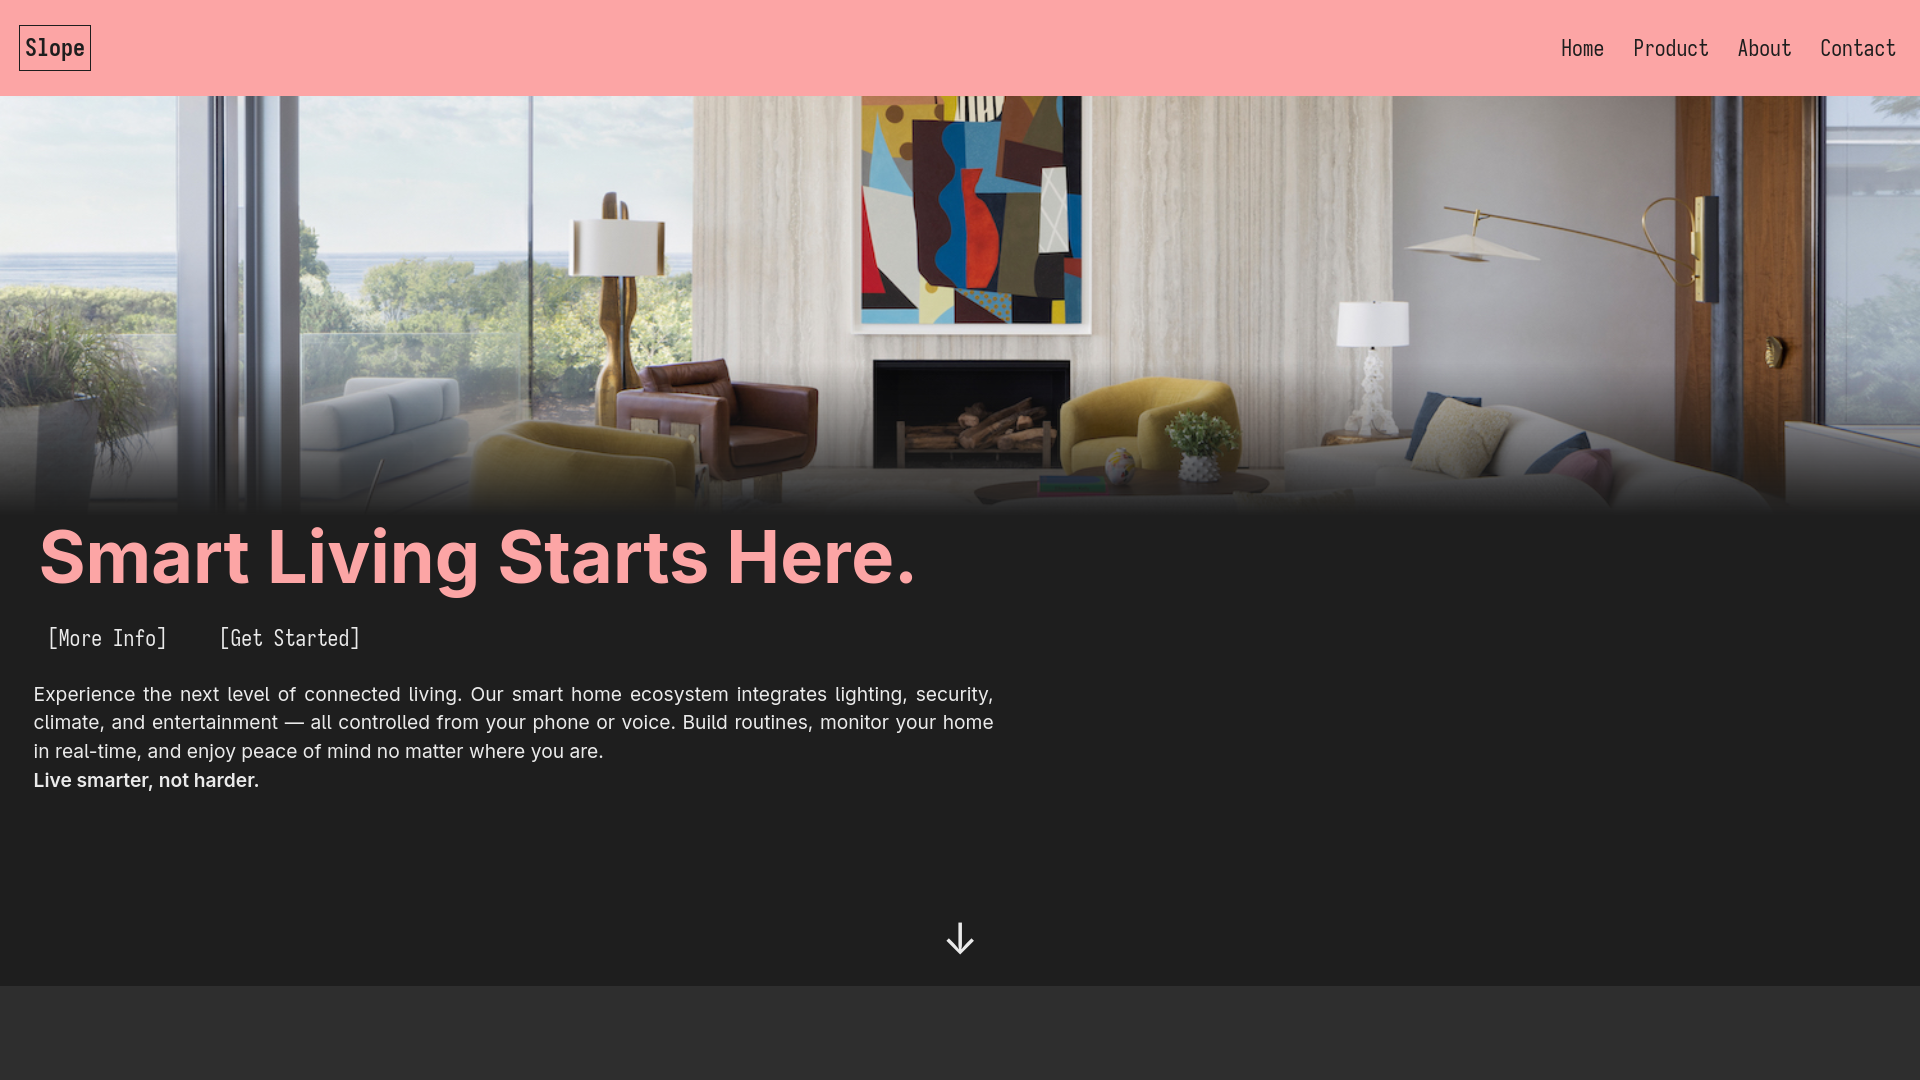 Slope
Home Product About Contact
Smart Living Starts Here.
[More Info] [Get Started]
Experience the next level of connected living. Our smart home ecosystem integrates lighting, security,
climate, and entertainment — all controlled from your phone or voice. Build routines, monitor your home
in real-time, and enjoy peace of mind no matter where you are.
Live smarter, not harder.